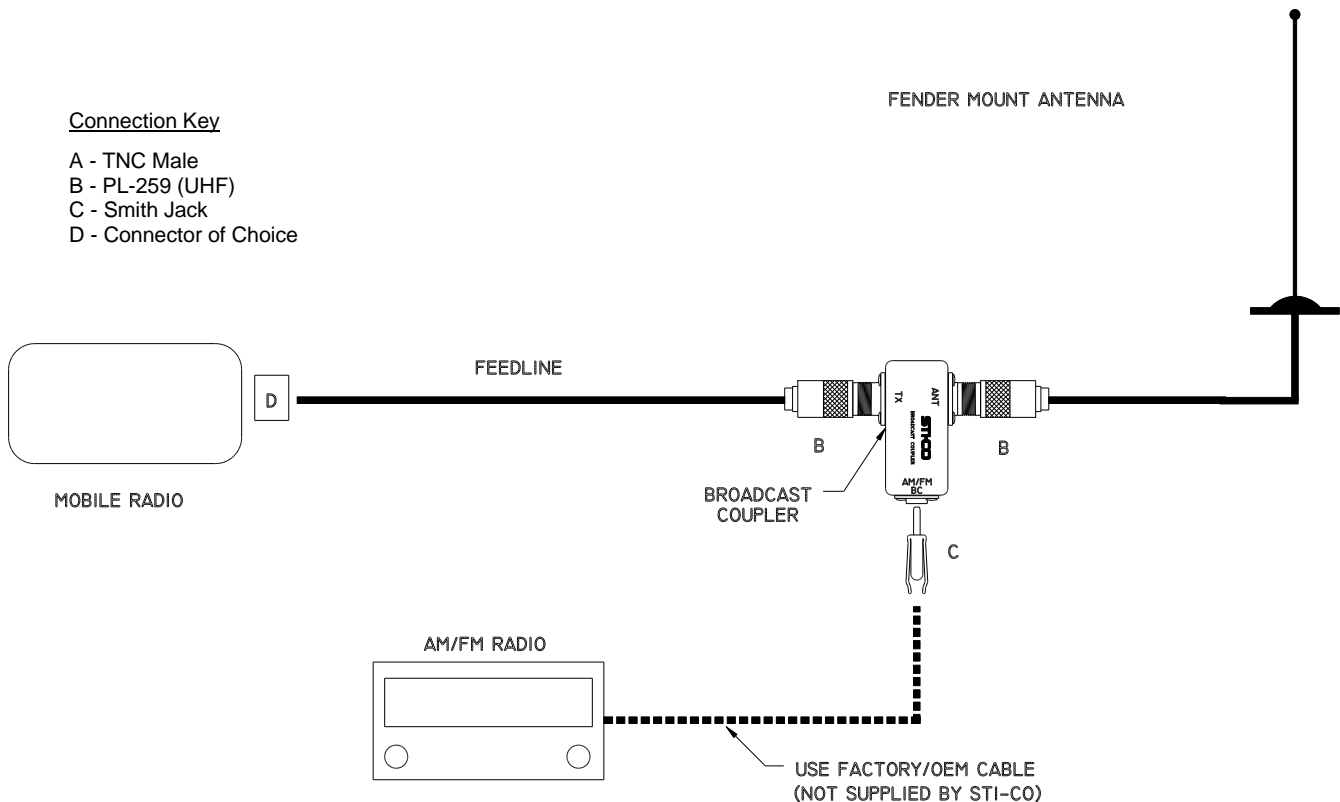 FENDER MOUNT ANTENNA
Connection Key
A - TNC Male
B - PL-259 (UHF)
C - Smith Jack
D - Connector of Choice
FEEDLINE
D
MOBILE RADIO
B
TX
ANT
STI-CO
BROADCAST COUPLER
AM/FM
BC
B
BROADCAST
COUPLER
C
AM/FM RADIO
USE FACTORY/OEM CABLE
(NOT SUPPLIED BY STI-CO)